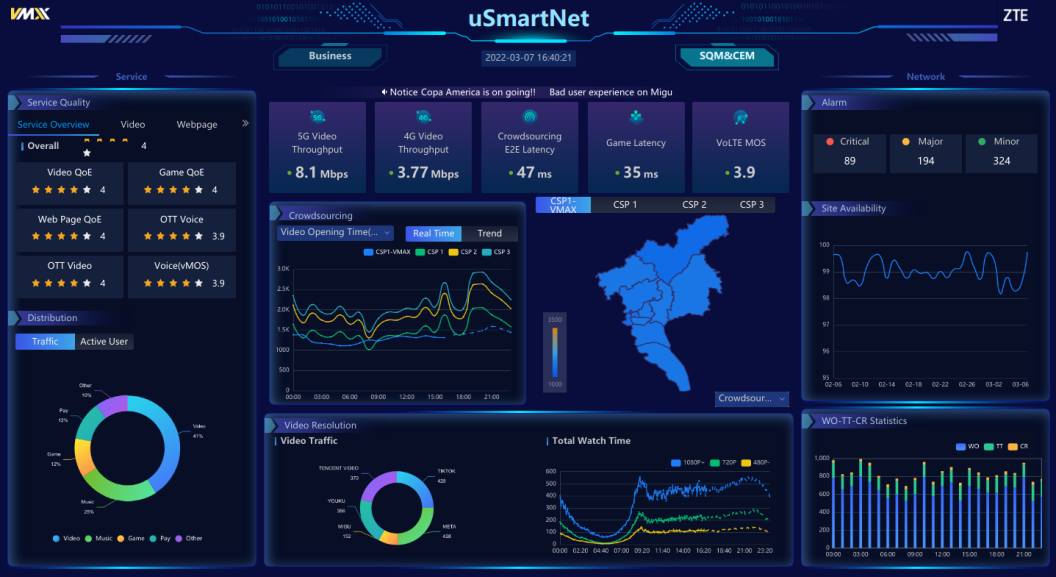 VMAX
uSmartNet
ZTE
Business
2022-03-07 16:40:21
SQM&CEM
Service
Network
Notice Copa America is on going!! Bad user experience on Migu
Service Quality
Service Overview Video Webpage »
Overall 4
Video QoE
4
Game QoE
4
Web Page QoE
4
OTT Voice
3.9
OTT Video
4
Voice(vMOS)
3.9
Distribution
Traffic Active User
Other
10%
Pay
12%
Game
12%
Music
25%
Video
41%
Video Music Game Pay Other
5G
5G Video
Throughput
8.1 Mbps
4G
4G Video
Throughput
3.77 Mbps
Crowdsourcing
E2E Latency
47 ms
Game Latency
35 ms
VoLTE MOS
3.9
Crowdsourcing
Video Opening Time(...
Real Time Trend
CSP1-VMAX CSP 1 CSP 2 CSP 3
3.0K
2.5K
2.0K
1.5K
1000
500
0
00:00 03:00 06:00 09:00 12:00 15:00 18:00 21:00
CSP1-
VMAX
CSP 1 CSP 2 CSP 3
3500
1000
Crowdsour...
Video Resolution
Video Traffic
TENCENT VIDEO
373
TIKTOK
428
YOUKU
MIGU
152
META
438
Total Watch Time
1080P- 720P 480P-
600
500
400
300
200
100
0
00:00 02:20 04:40 07:00 09:20 11:40 14:00 16:20 18:40 21:00 23:20
Alarm
Critical
89
Major
194
Minor
324
Site Availability
100
99
98
97
96
95
02-06 02-10 02-14 02-18 02-22 02-26 03-02 03-06
WO-TT-CR Statistics
WO TT CR
1,000
800
600
400
200
0
00:00 03:00 06:00 09:00 12:00 15:00 18:00 21:00